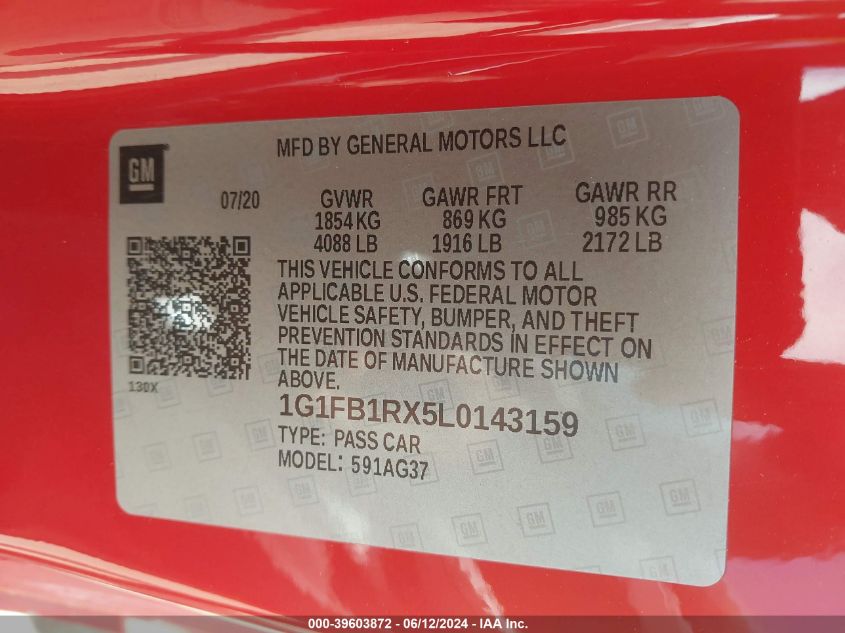 MFD BY GENERAL MOTORS LLC
GM
07/20 GVWR GAWR FRT GAWR RR
1854 KG 869 KG 985 KG
4088 LB 1916 LB 2172 LB
THIS VEHICLE CONFORMS TO ALL
APPLICABLE U.S. FEDERAL MOTOR
VEHICLE SAFETY, BUMPER, AND THEFT
PREVENTION STANDARDS IN EFFECT ON
THE DATE OF MANUFACTURE SHOWN
ABOVE.
130X
1G1FB1RX5L0143159
TYPE: PASS CAR
MODEL: 591AG37
000-39603872 - 06/12/2024 - IAA Inc.